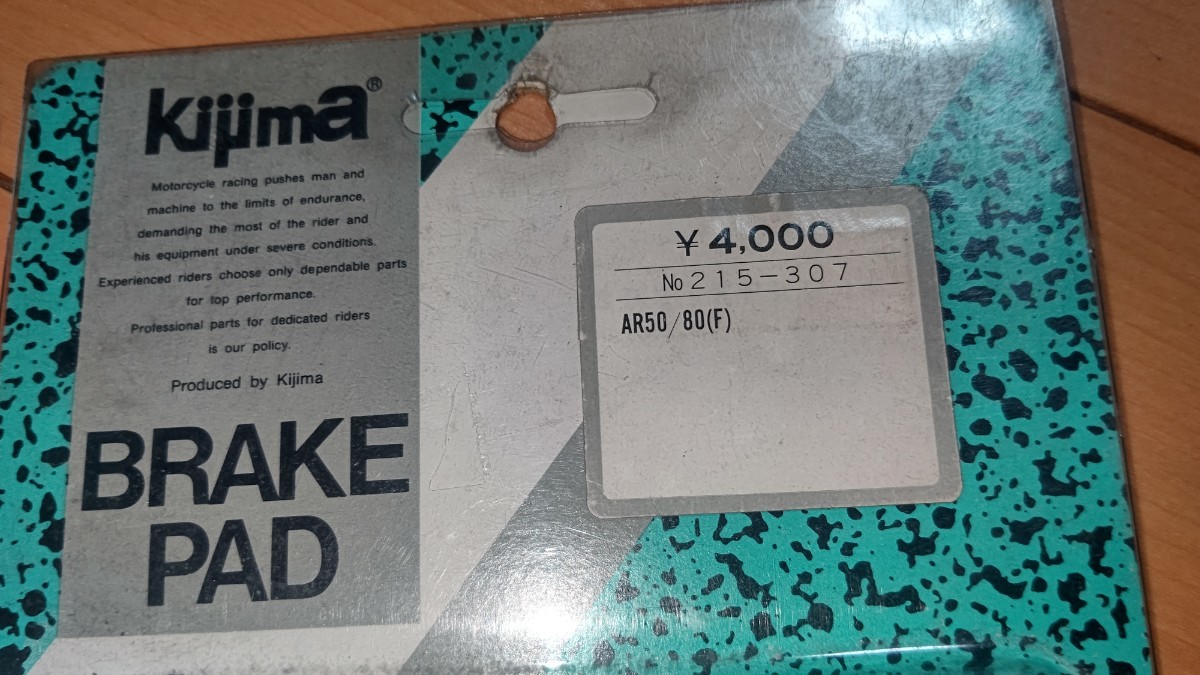 kijima®
Motorcycle racing pushes man and
machine to the limits of endurance,
demanding the most of the rider and
his equipment under severe conditions.
Experienced riders choose only dependable parts
for top performance.
Professional parts for dedicated riders
is our policy.
Produced by Kijima
BRAKE
PAD
¥4,000
No215-307
AR50/80(F)